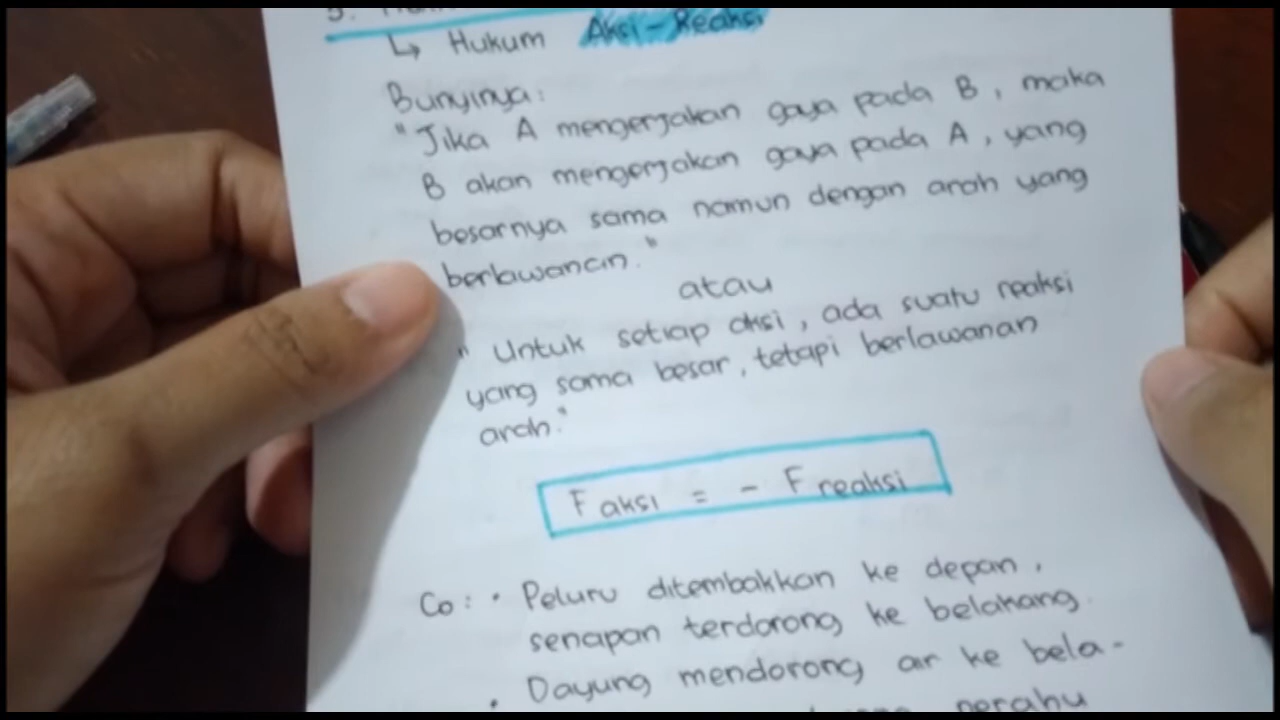 3.
↳ Hukum Aksi - Reaksi
Bunyinya :
"Jika A mengerjakan gaya pada B, maka
B akan mengerjakan gaya pada A, yang
besarnya sama namun dengan arah yang
berlawanan."
atau
"Untuk setiap aksi, ada suatu reaksi
yang sama besar, tetapi berlawanan
arah."
F aksi = - F reaksi
Co : • Peluru ditembakkan ke depan,
senapan terdorong ke belakang.
• Dayung mendorong air ke bela-
perahu